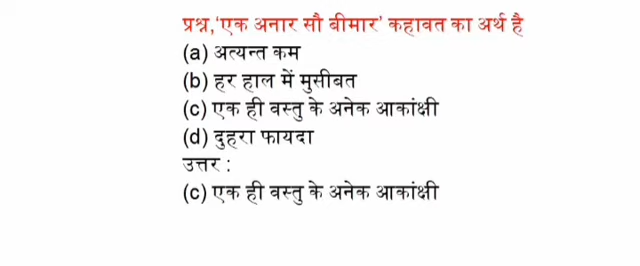 प्रश्न,‘एक अनार सौ बीमार’ कहावत का अर्थ है
(a) अत्यन्त कम
(b) हर हाल में मुसीबत
(c) एक ही वस्तु के अनेक आकांक्षी
(d) दुहरा फायदा
उत्तर :
(c) एक ही वस्तु के अनेक आकांक्षी